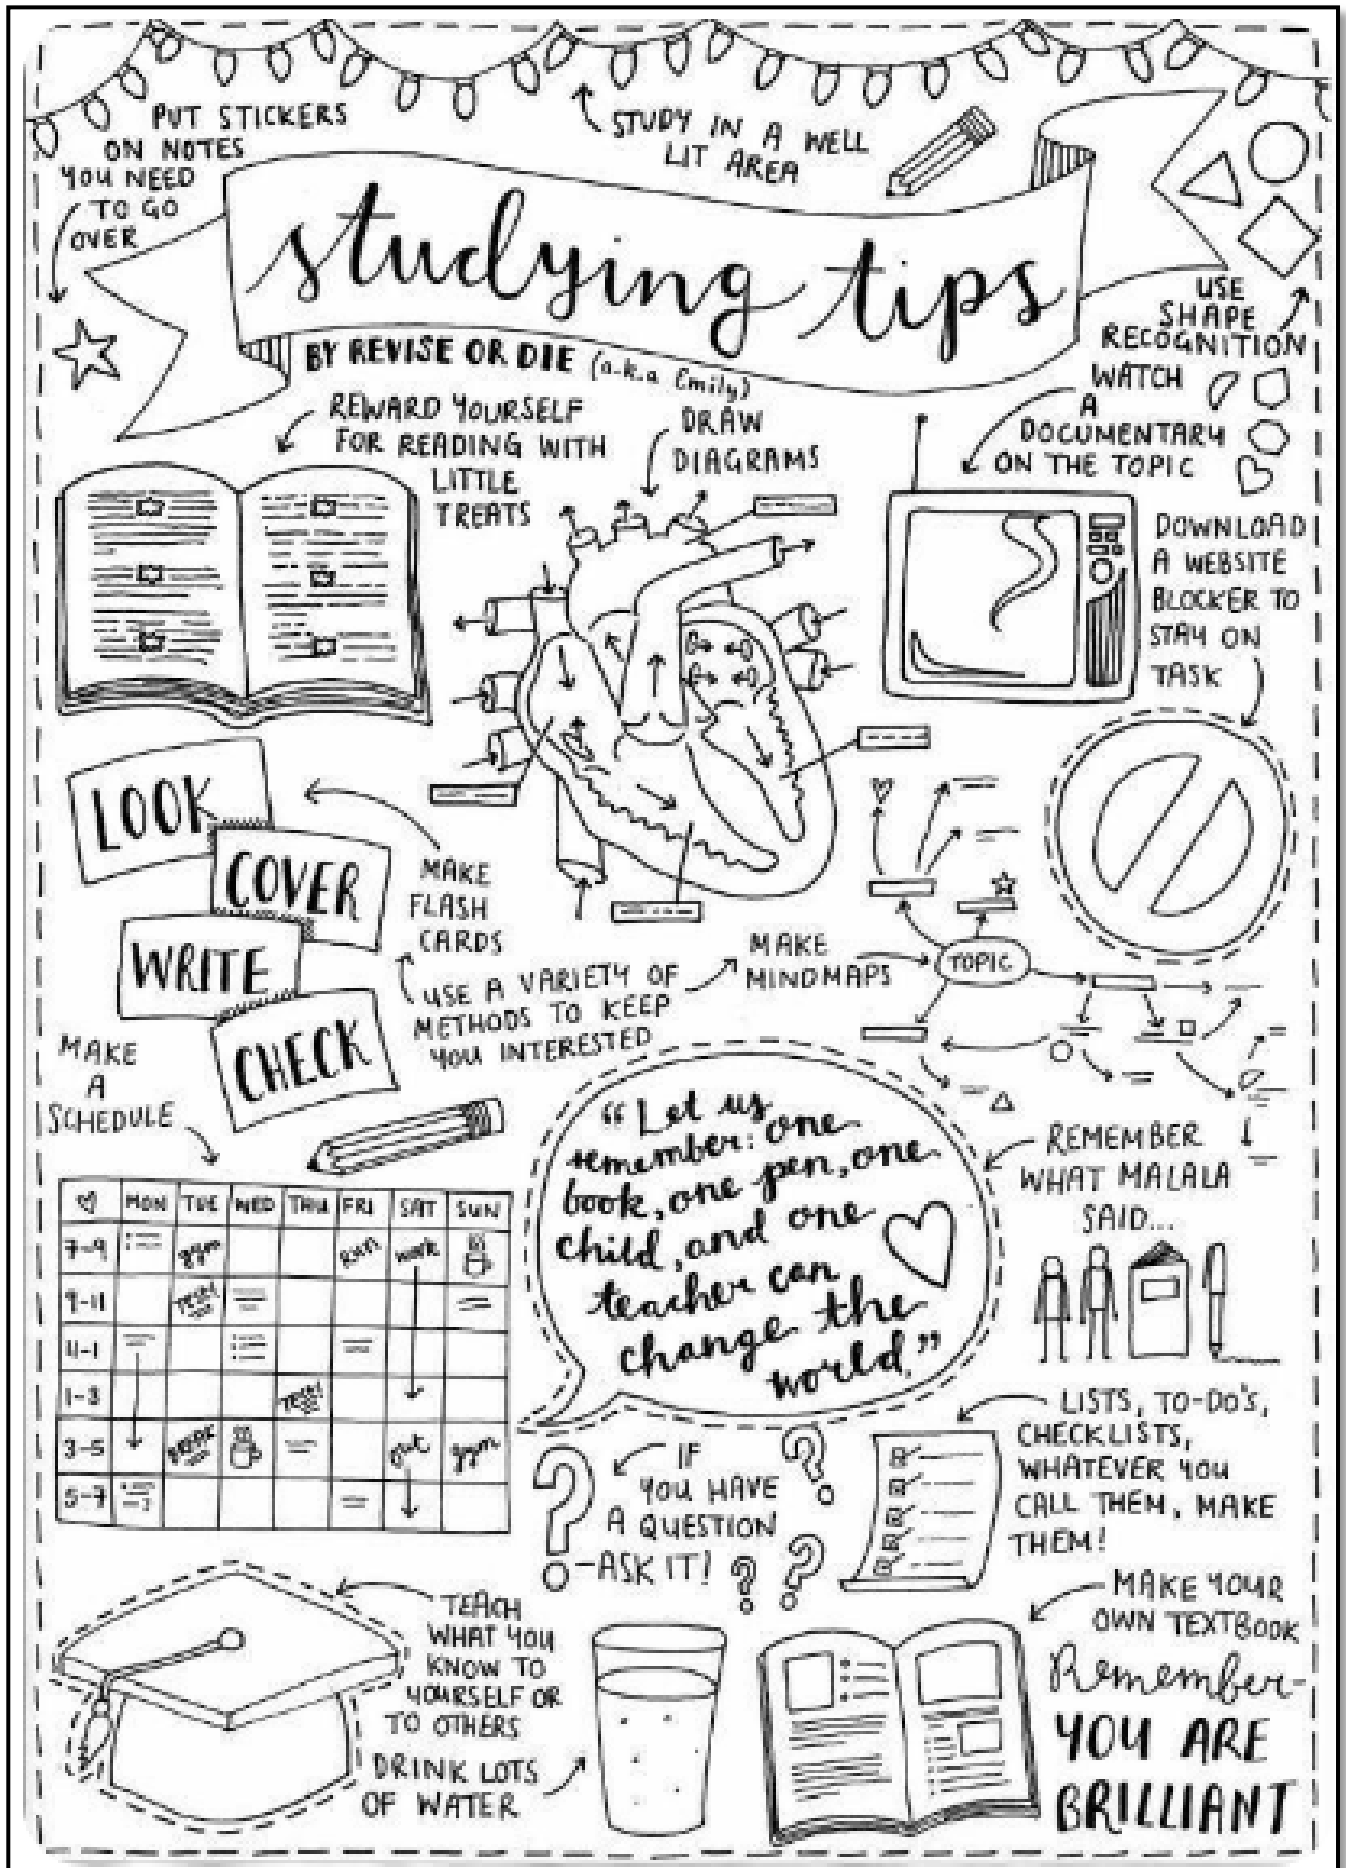 PUT STICKERS
ON NOTES
YOU NEED
TO GO
OVER
STUDY IN A WELL
LIT AREA
studying tips
BY REVISE OR DIE (a.k.a Emily)
USE
SHAPE
RECOGNITION
REWARD YOURSELF
FOR READING WITH
LITTLE
TREATS
DRAW
DIAGRAMS
WATCH
A
DOCUMENTARY
ON THE TOPIC
DOWNLOAD
A WEBSITE
BLOCKER TO
STAY ON
TASK
LOOK
COVER
WRITE
CHECK
MAKE
FLASH
CARDS
USE A VARIETY OF
METHODS TO KEEP
YOU INTERESTED
MAKE
MINDMAPS
TOPIC
MAKE
A
SCHEDULE
MON TUE WED THU FRI SAT SUN
7-9 gym run work
9-11
11-1
1-3
3-5 BREAK out gym
5-7
"Let us
remember: one
book, one pen, one
child, and one
teacher can
change the
world."
REMEMBER
WHAT MALALA
SAID...
IF
YOU HAVE
A QUESTION
-ASK IT!
LISTS, TO-DO'S,
CHECKLISTS,
WHATEVER YOU
CALL THEM, MAKE
THEM!
TEACH
WHAT YOU
KNOW TO
YOURSELF OR
TO OTHERS
DRINK LOTS
OF WATER
MAKE YOUR
OWN TEXTBOOK
Remember-
YOU ARE
BRILLIANT